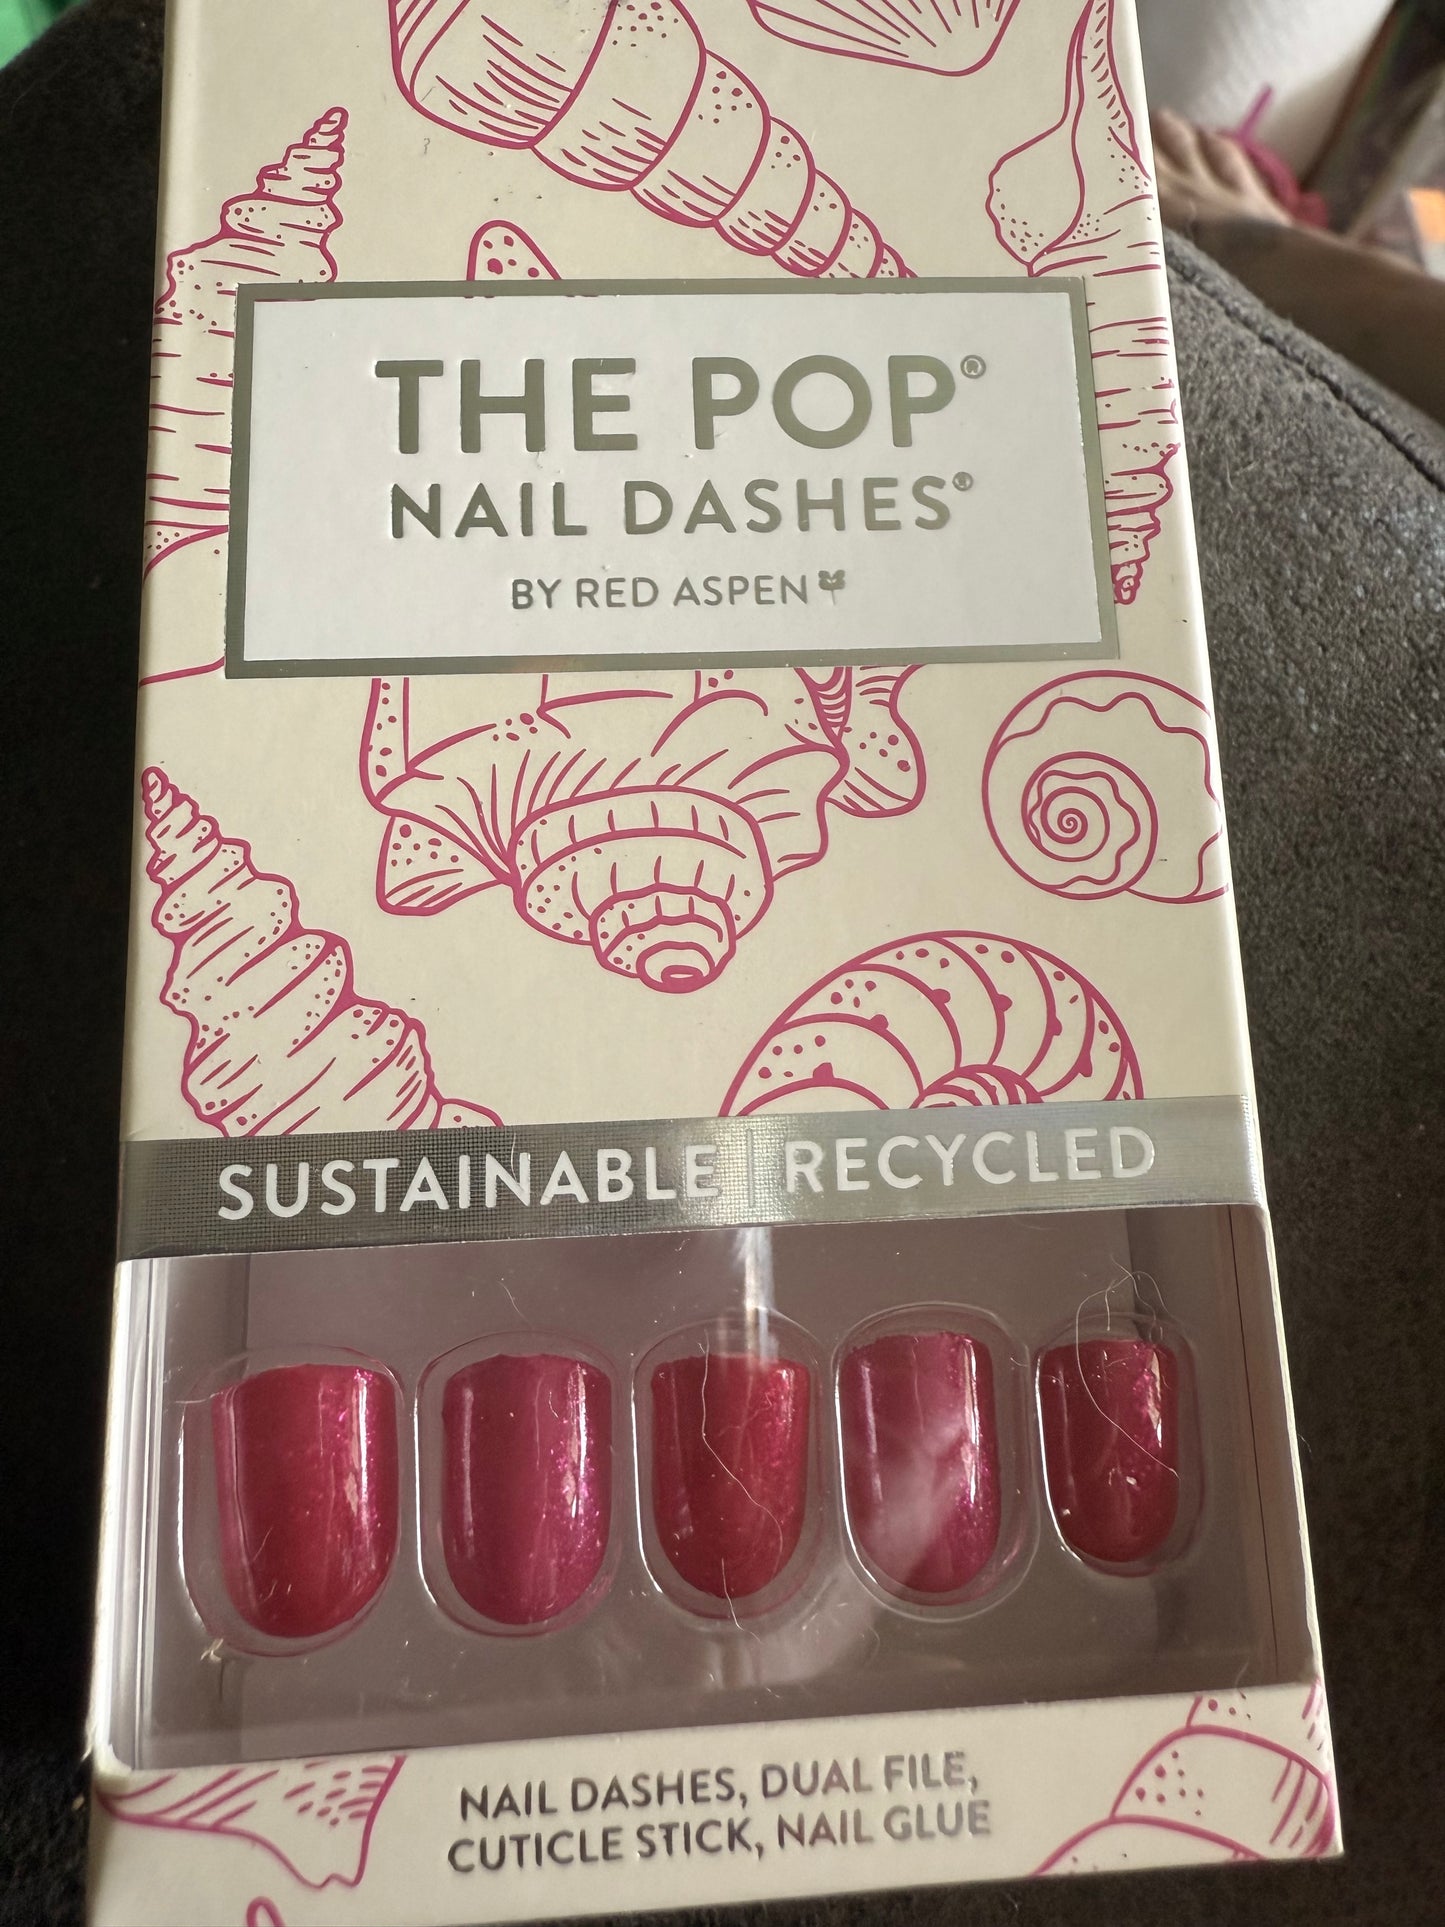 THE POP®
NAIL DASHES®
BY RED ASPEN
SUSTAINABLE | RECYCLED
NAIL DASHES, DUAL FILE,
CUTICLE STICK, NAIL GLUE